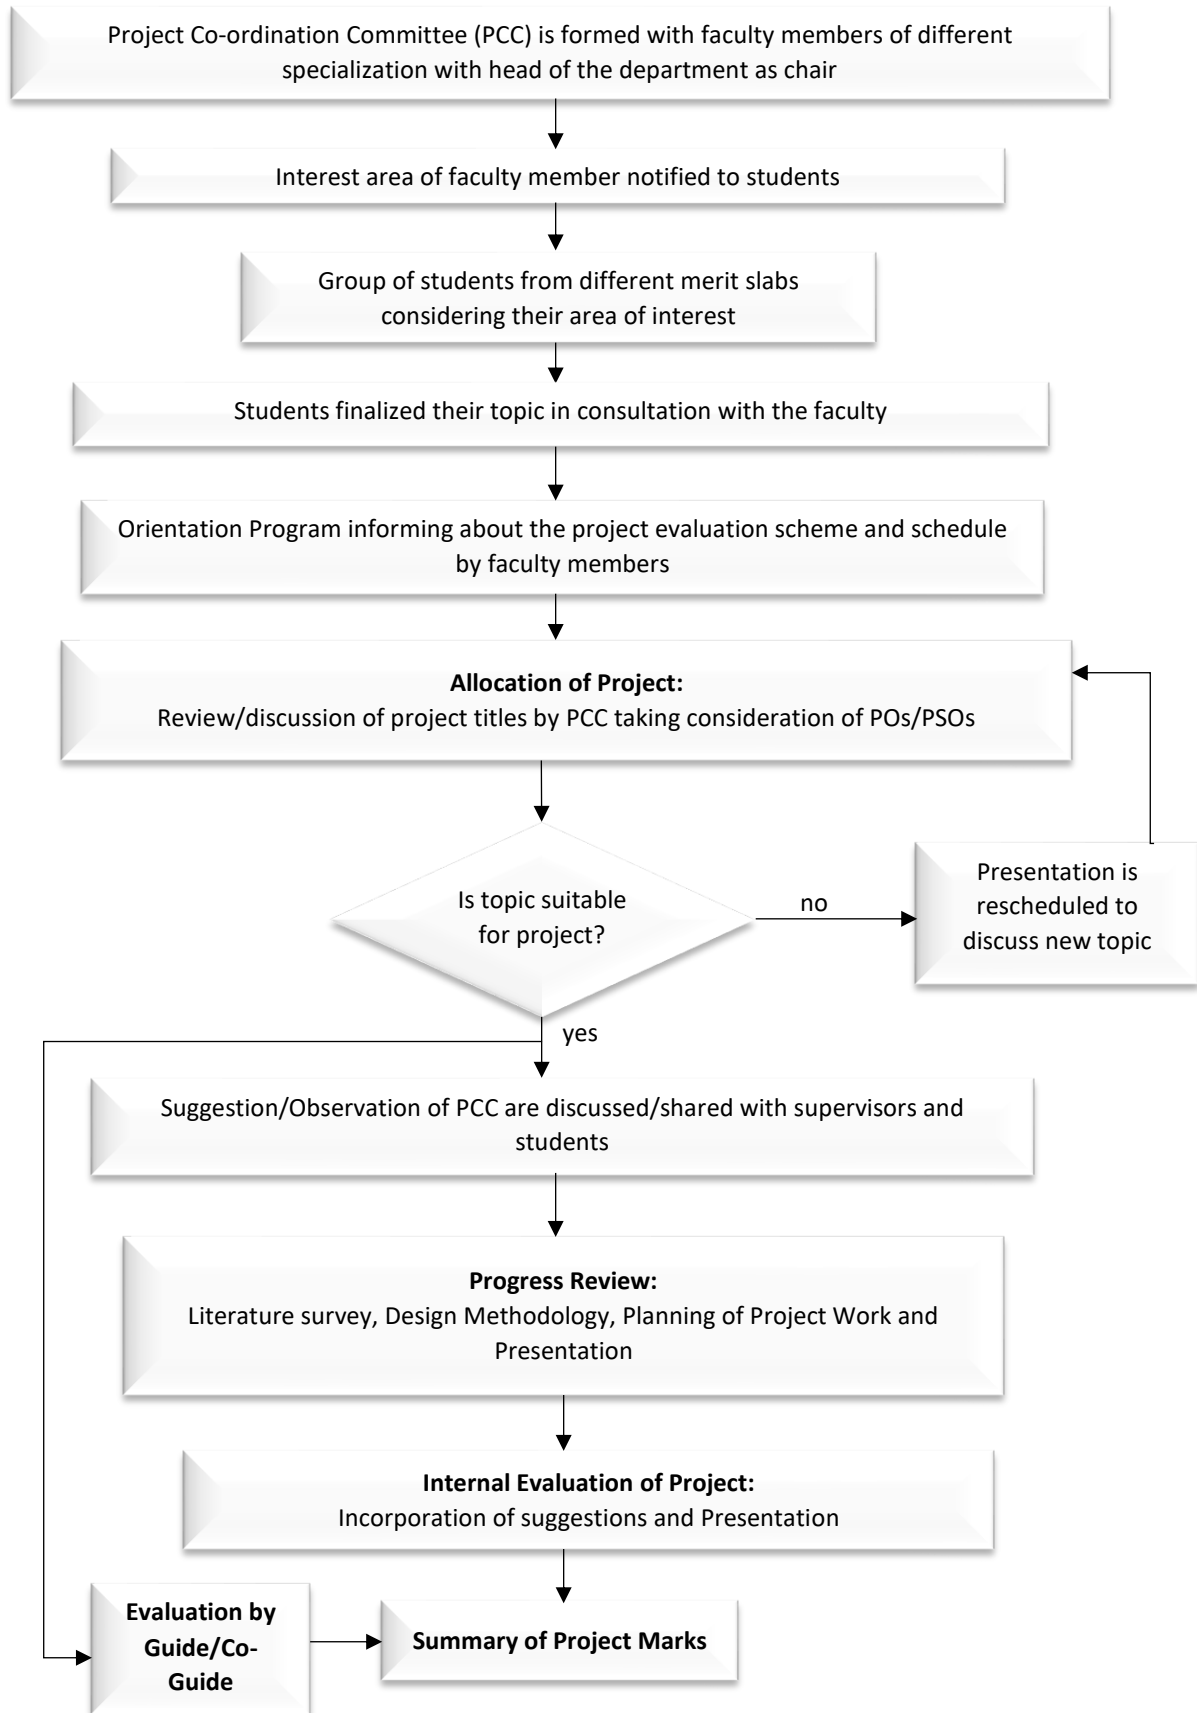 Project Co-ordination Committee (PCC) is formed with faculty members of different
specialization with head of the department as chair
Interest area of faculty member notified to students
Group of students from different merit slabs
considering their area of interest
Students finalized their topic in consultation with the faculty
Orientation Program informing about the project evaluation scheme and schedule
by faculty members
Allocation of Project:
Review/discussion of project titles by PCC taking consideration of POs/PSOs
Is topic suitable
for project?
no
Presentation is
rescheduled to
discuss new topic
yes
Suggestion/Observation of PCC are discussed/shared with supervisors and
students
Progress Review:
Literature survey, Design Methodology, Planning of Project Work and
Presentation
Internal Evaluation of Project:
Incorporation of suggestions and Presentation
Evaluation by
Guide/Co-
Guide
Summary of Project Marks